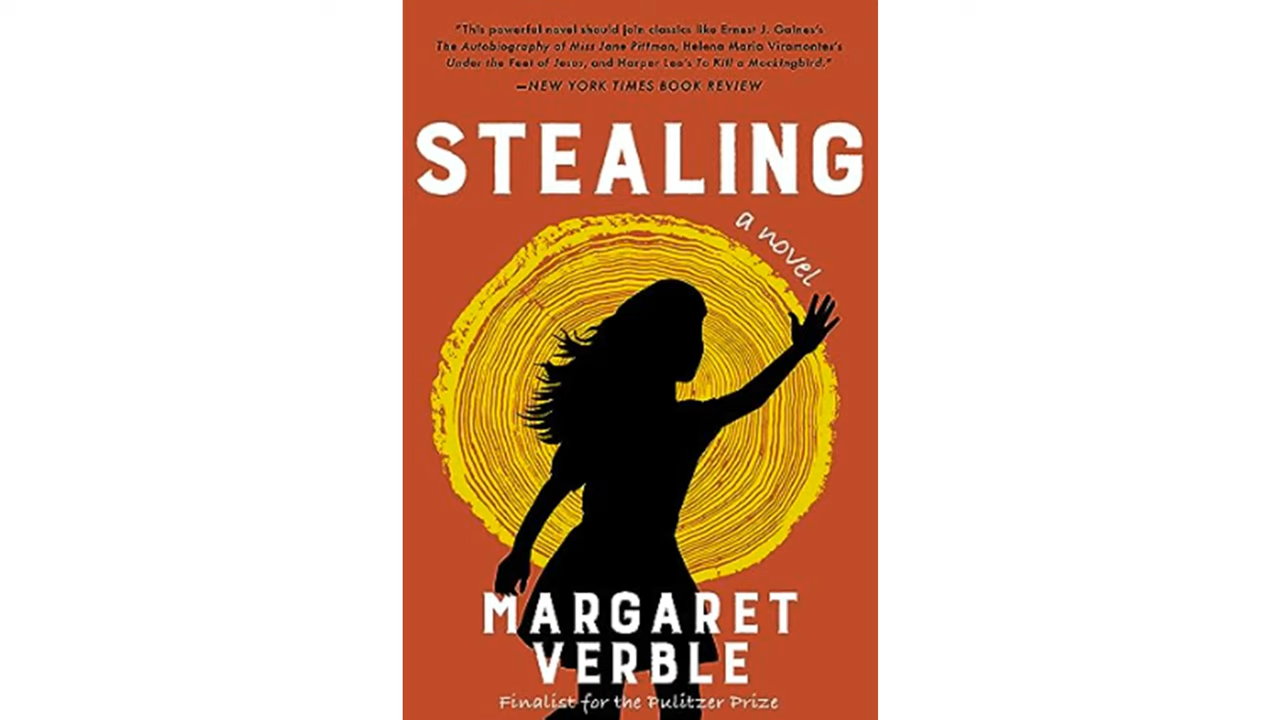 "This powerful novel should join classics like Ernest J. Gaines's
The Autobiography of Miss Jane Pittman, Helena María Viramontes's
Under the Feet of Jesus, and Harper Lee's To Kill a Mockingbird."
—NEW YORK TIMES BOOK REVIEW
STEALING
a novel
MARGARET
VERBLE
Finalist for the Pulitzer Prize